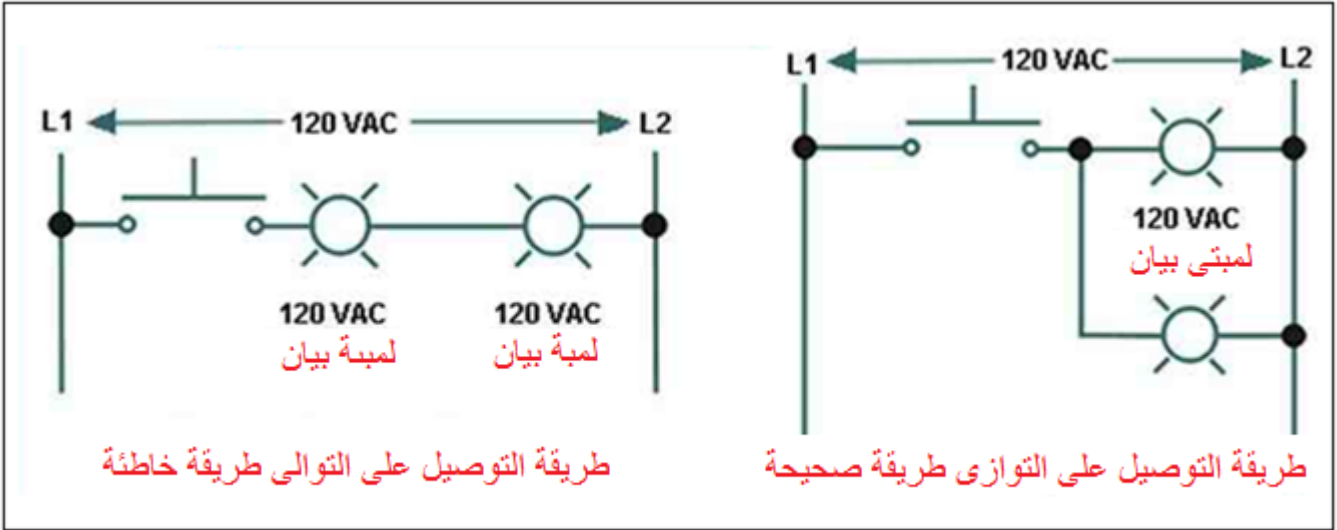 L1 120 VAC L2
120 VAC 120 VAC
لمبىة بيان لمبة بيان
طريقة التوصيل على التوالى طريقة خاطئة
L1 120 VAC L2
120 VAC
لمبتى بيان
طريقة التوصيل على التوازى طريقة صحيحة